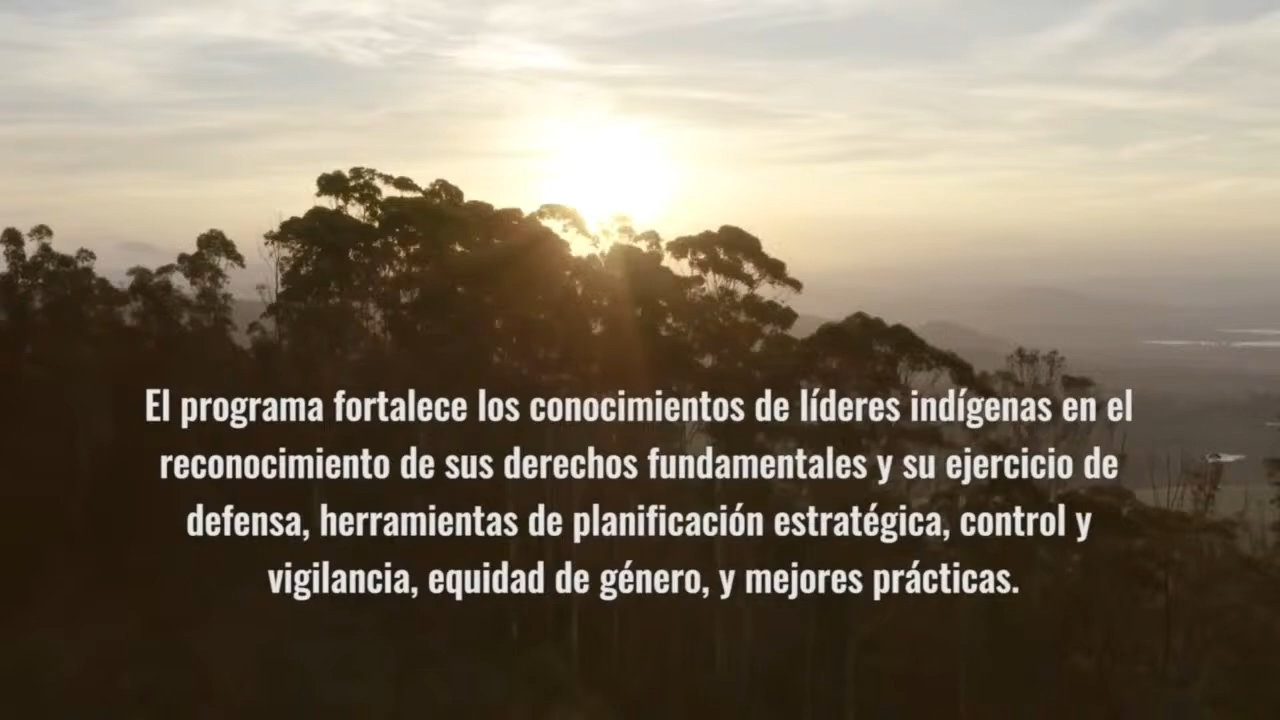 El programa fortalece los conocimientos de líderes indígenas en el
reconocimiento de sus derechos fundamentales y su ejercicio de
defensa, herramientas de planificación estratégica, control y
vigilancia, equidad de género, y mejores prácticas.